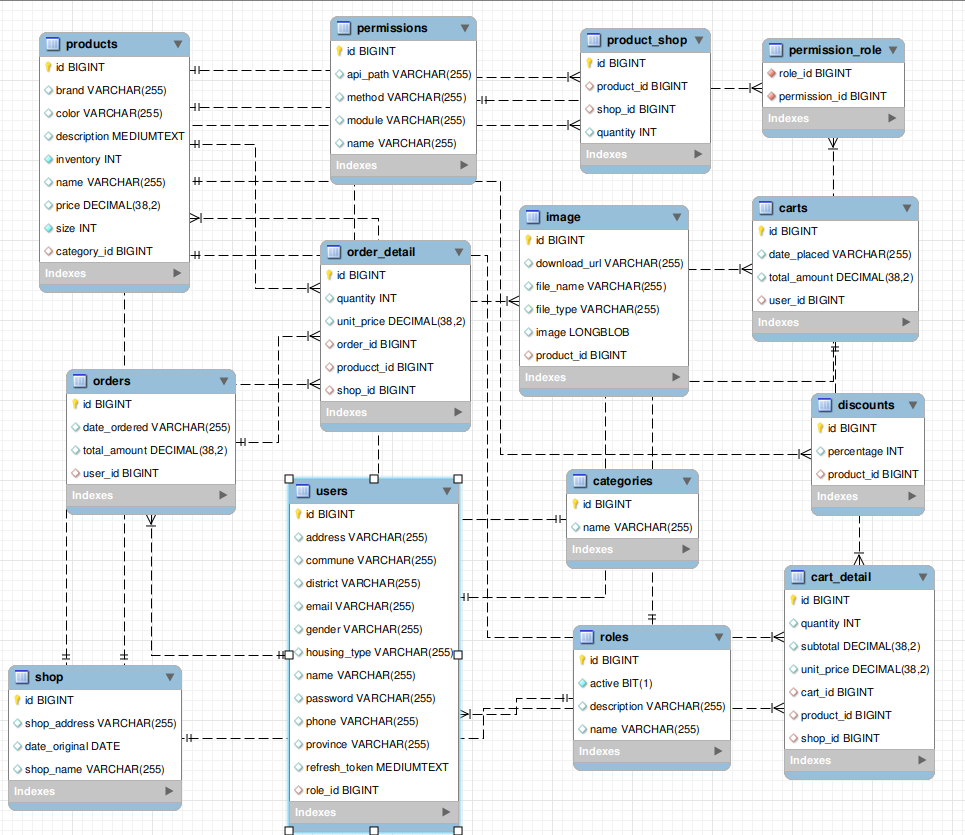 products
id BIGINT
brand VARCHAR(255)
color VARCHAR(255)
description MEDIUMTEXT
inventory INT
name VARCHAR(255)
price DECIMAL(38,2)
size INT
category_id BIGINT
Indexes
permissions
id BIGINT
api_path VARCHAR(255)
method VARCHAR(255)
module VARCHAR(255)
name VARCHAR(255)
Indexes
product_shop
id BIGINT
product_id BIGINT
shop_id BIGINT
quantity INT
Indexes
permission_role
role_id BIGINT
permission_id BIGINT
Indexes
order_detail
id BIGINT
quantity INT
unit_price DECIMAL(38,2)
order_id BIGINT
producct_id BIGINT
shop_id BIGINT
Indexes
image
id BIGINT
download_url VARCHAR(255)
file_name VARCHAR(255)
file_type VARCHAR(255)
image LONGBLOB
product_id BIGINT
Indexes
carts
id BIGINT
date_placed VARCHAR(255)
total_amount DECIMAL(38,2)
user_id BIGINT
Indexes
orders
id BIGINT
date_ordered VARCHAR(255)
total_amount DECIMAL(38,2)
user_id BIGINT
Indexes
discounts
id BIGINT
percentage INT
product_id BIGINT
Indexes
users
id BIGINT
address VARCHAR(255)
commune VARCHAR(255)
district VARCHAR(255)
email VARCHAR(255)
gender VARCHAR(255)
housing_type VARCHAR(255)
name VARCHAR(255)
password VARCHAR(255)
phone VARCHAR(255)
province VARCHAR(255)
refresh_token MEDIUMTEXT
role_id BIGINT
Indexes
categories
id BIGINT
name VARCHAR(255)
Indexes
cart_detail
id BIGINT
quantity INT
subtotal DECIMAL(38,2)
unit_price DECIMAL(38,2)
cart_id BIGINT
product_id BIGINT
shop_id BIGINT
Indexes
roles
id BIGINT
active BIT(1)
description VARCHAR(255)
name VARCHAR(255)
Indexes
shop
id BIGINT
shop_address VARCHAR(255)
date_original DATE
shop_name VARCHAR(255)
Indexes